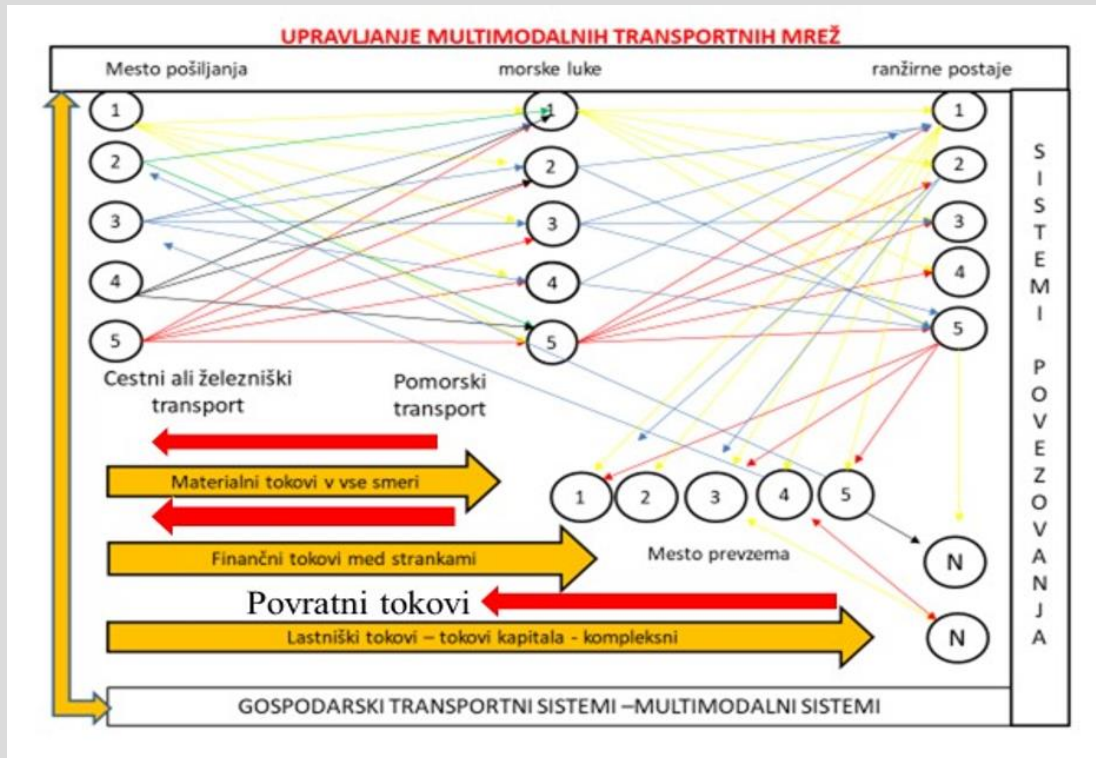 UPRAVLJANJE MULTIMODALNIH TRANSPORTNIH MREŽ
Mesto pošiljanja morske luke ranžirne postaje
1 1 1
2 2 2
3 3 3
4 4 4
5 5 5
Cestni ali železniški
transport
Pomorski
transport
Materialni tokovi v vse smeri
1 2 3 4 5
Mesto prevzema
Finančni tokovi med strankami
N
Povratni tokovi
Lastniški tokovi – tokovi kapitala - kompleksni
N
GOSPODARSKI TRANSPORTNI SISTEMI –MULTIMODALNI SISTEMI
SISTEMI POVEZOVANJA